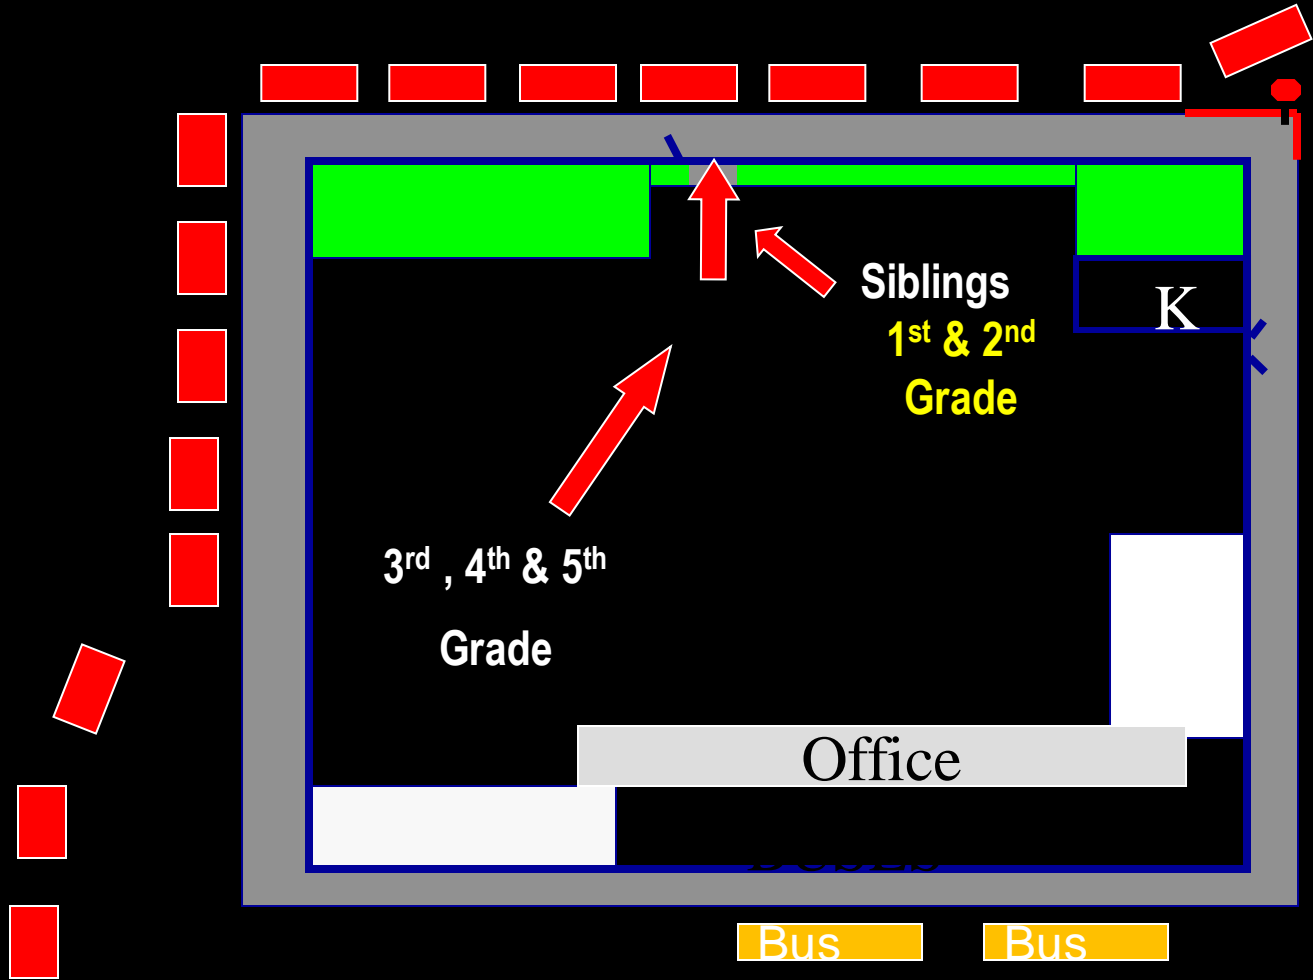 Siblings
K
1st & 2nd
Grade
3rd , 4th & 5th
Grade
Office
Bus
Bus